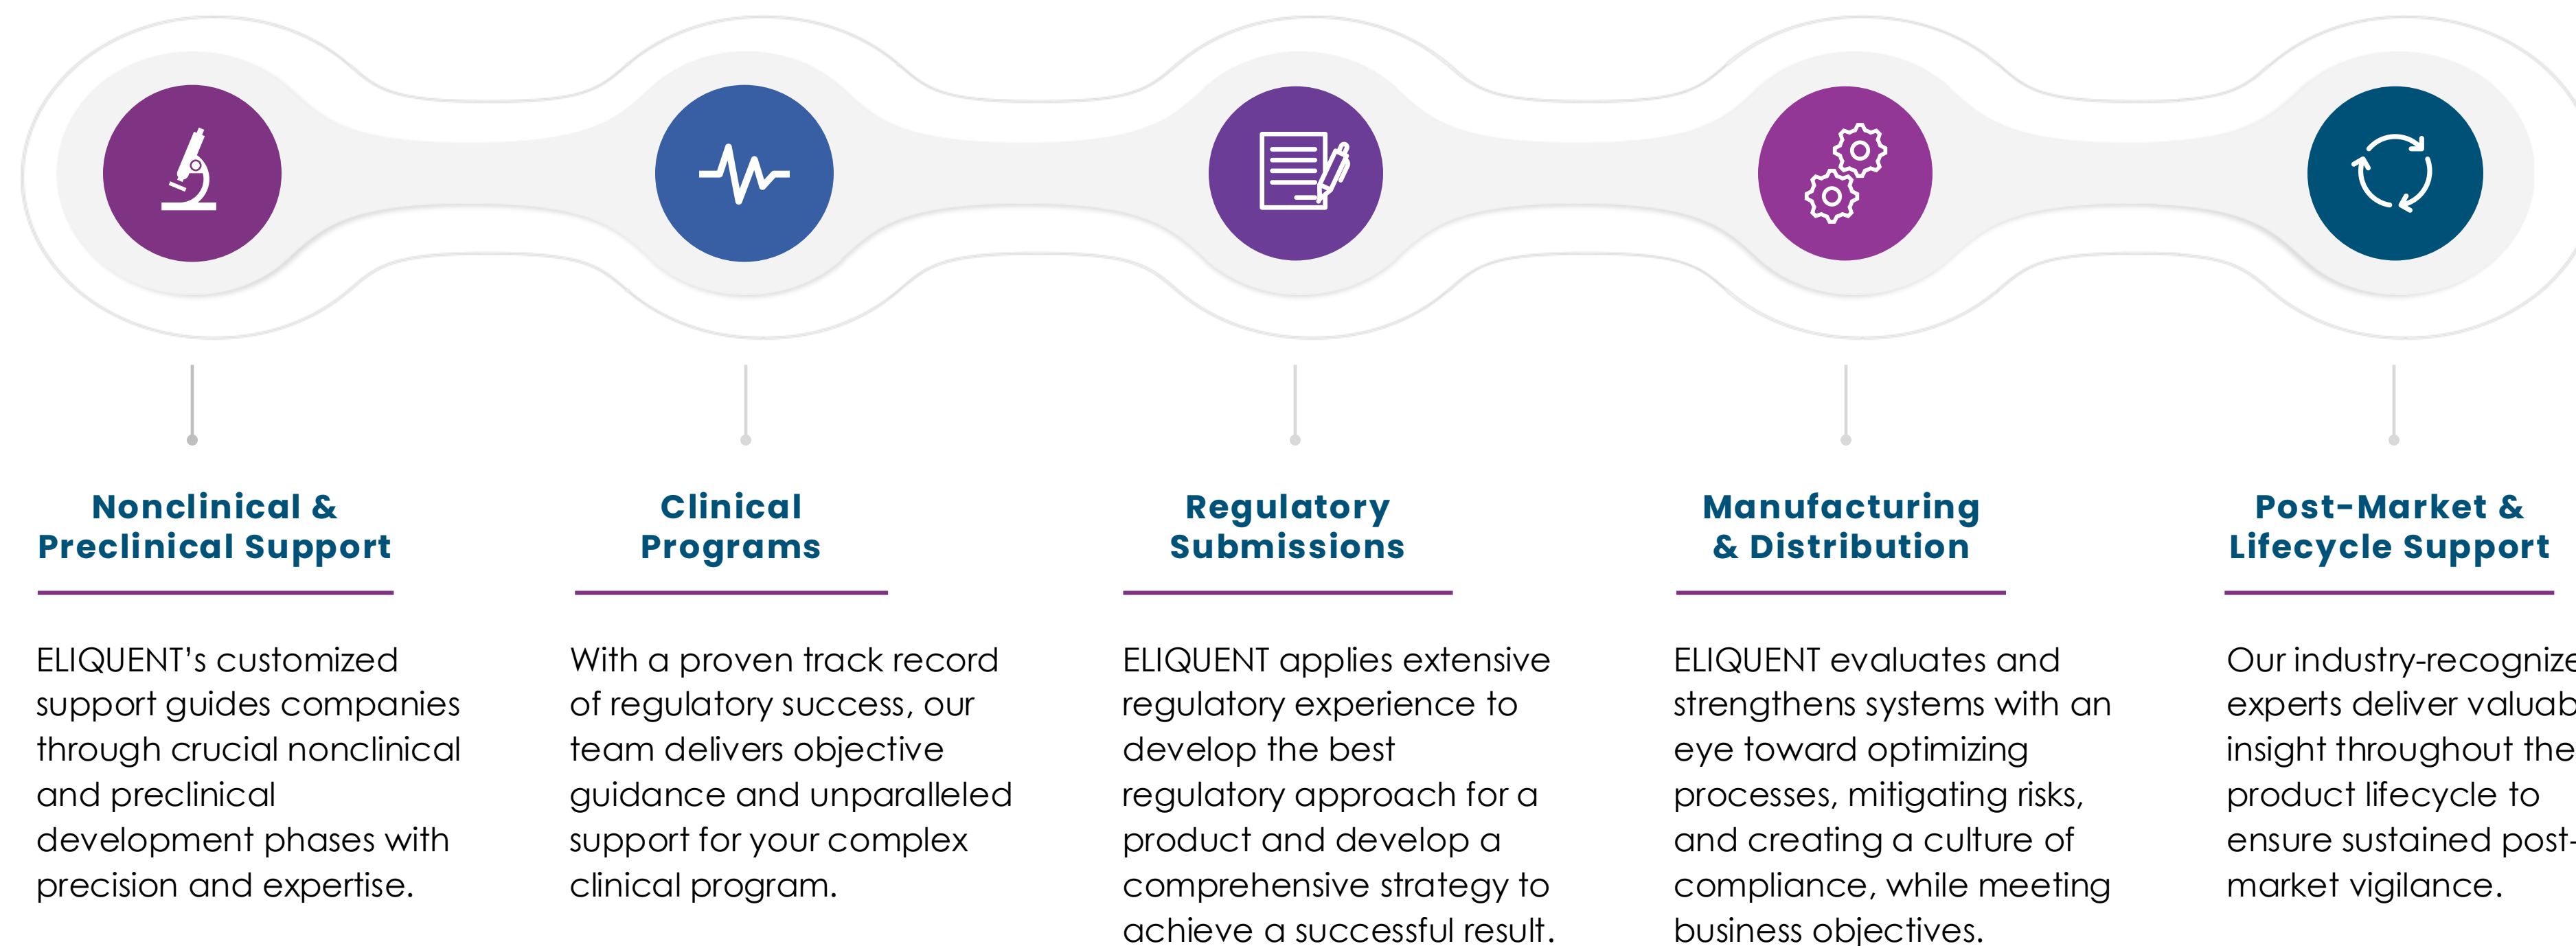 Nonclinical &
Preclinical Support
ELIQUENT’s customized
support guides companies
through crucial nonclinical
and preclinical
development phases with
precision and expertise.
Clinical
Programs
With a proven track record
of regulatory success, our
team delivers objective
guidance and unparalleled
support for your complex
clinical program.
Regulatory
Submissions
ELIQUENT applies extensive
regulatory experience to
develop the best
regulatory approach for a
product and develop a
comprehensive strategy to
achieve a successful result.
Manufacturing
& Distribution
ELIQUENT evaluates and
strengthens systems with an
eye toward optimizing
processes, mitigating risks,
and creating a culture of
compliance, while meeting
business objectives.
Post-Market &
Lifecycle Support
Our
experts deliver
insight throughout the
product lifecycle to
ensure sustained post-
market vigilance.